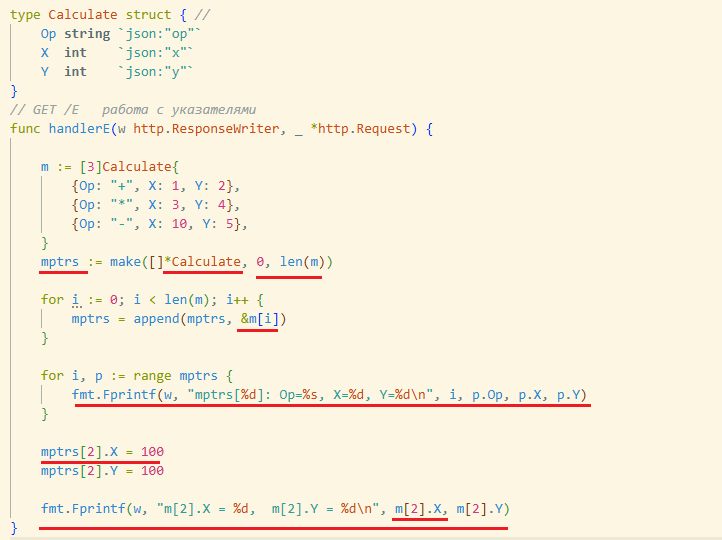 type Calculate struct { //
    Op string `json:"op"`
    X  int    `json:"x"`
    Y  int    `json:"y"`
}
// GET /E   работа с указателями
func handlerE(w http.ResponseWriter, _ *http.Request) {
    m := [3]Calculate{
        {Op: "+", X: 1, Y: 2},
        {Op: "*", X: 3, Y: 4},
        {Op: "-", X: 10, Y: 5},
    }
    mptrs := make([]*Calculate, 0, len(m))
    for i := 0; i < len(m); i++ {
        mptrs = append(mptrs, &m[i])
    }
    for i, p := range mptrs {
        fmt.Fprintf(w, "mptrs[%d]: Op=%s, X=%d, Y=%d\n", i, p.Op, p.X, p.Y)
    }
    mptrs[2].X = 100
    mptrs[2].Y = 100
    fmt.Fprintf(w, "m[2].X = %d,  m[2].Y = %d\n", m[2].X, m[2].Y)
}